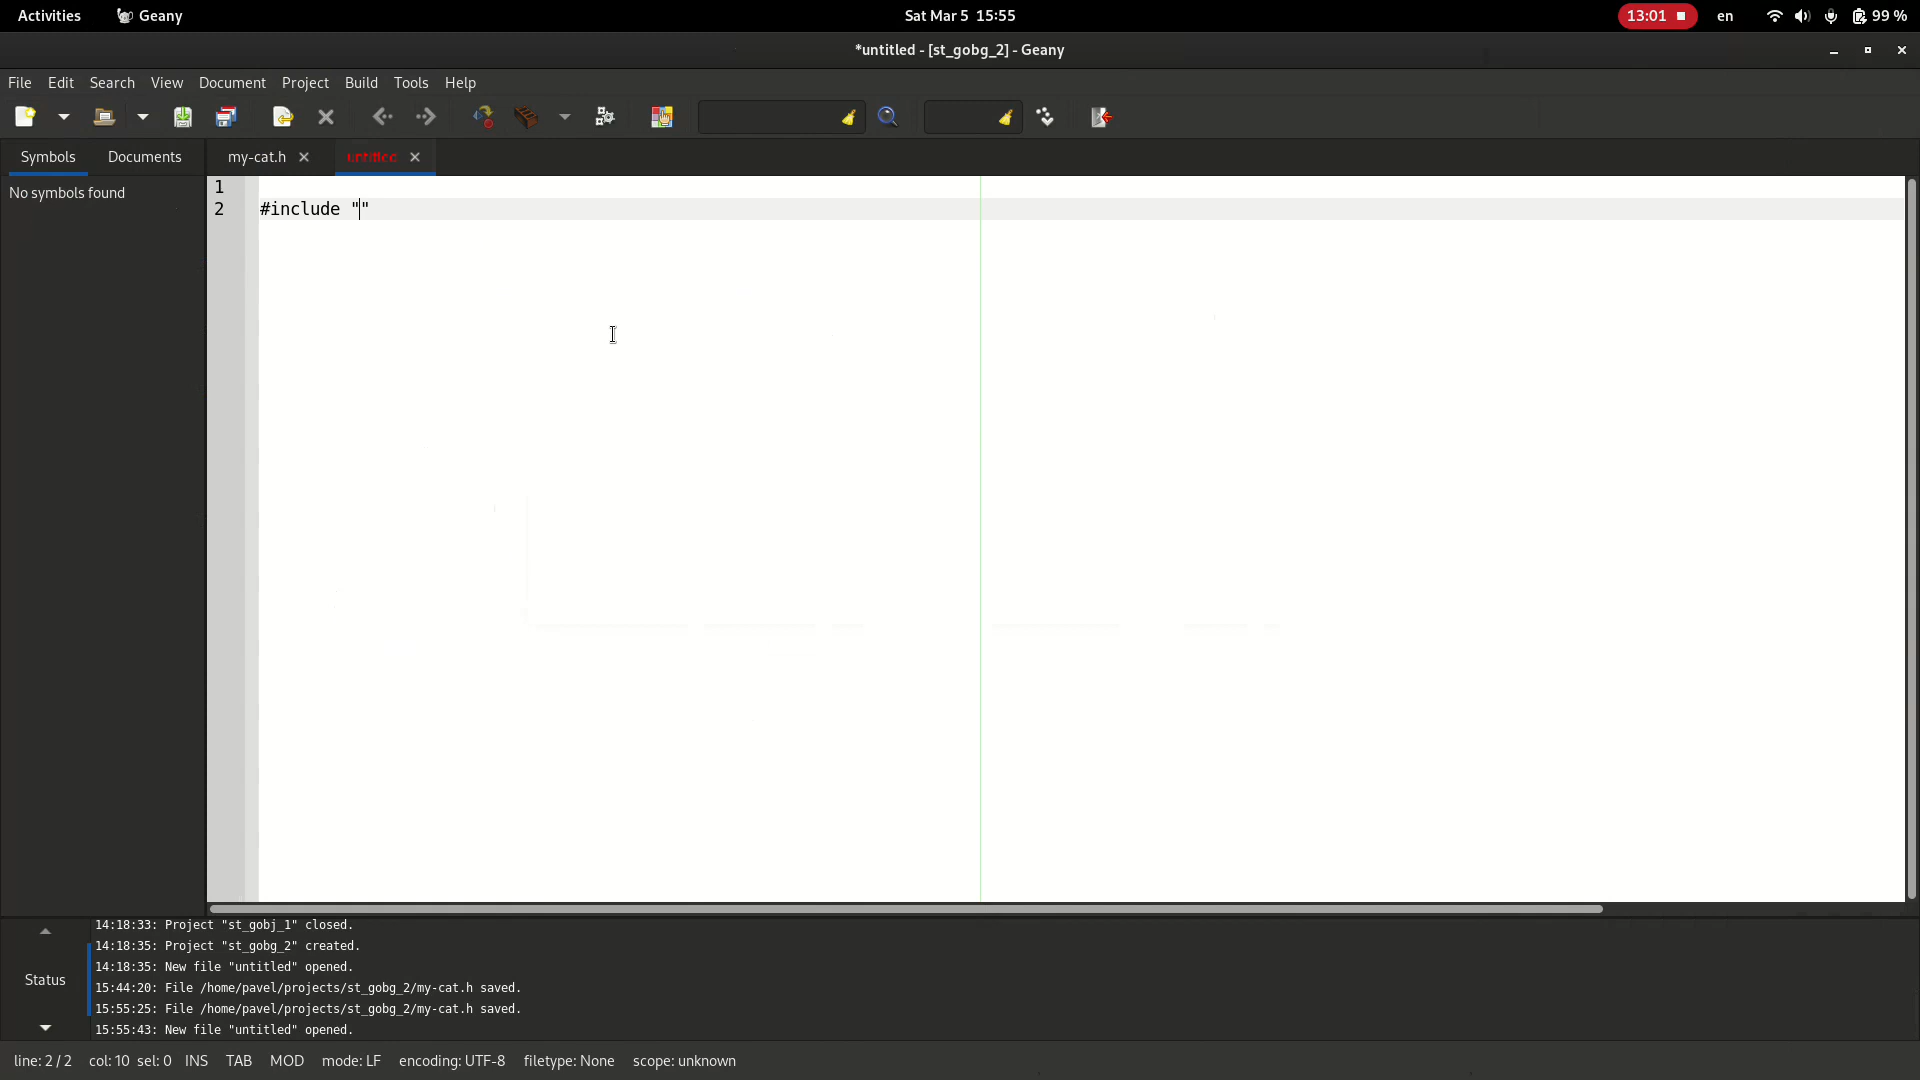 Activities Geany Sat Mar 5 15:55 13:01 en 99 %
*untitled - [st_gobg_2] - Geany
File Edit Search View Document Project Build Tools Help
Symbols Documents my-cat.h untitled
No symbols found
1
2 #include ""
14:18:33: Project "st_gobj_1" closed.
14:18:35: Project "st_gobg_2" created.
14:18:35: New file "untitled" opened.
Status
15:44:20: File /home/pavel/projects/st_gobg_2/my-cat.h saved.
15:55:25: File /home/pavel/projects/st_gobg_2/my-cat.h saved.
15:55:43: New file "untitled" opened.
line: 2 / 2 col: 10 sel: 0 INS TAB MOD mode: LF encoding: UTF-8 filetype: None scope: unknown